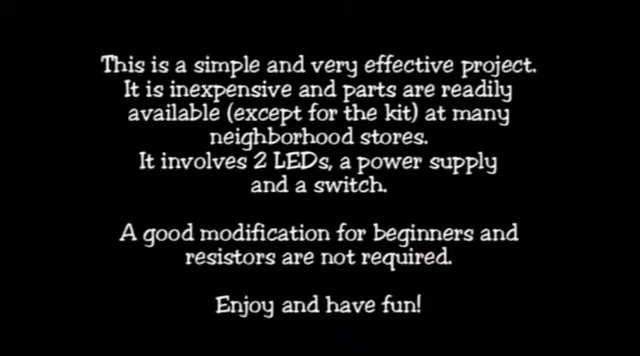 This is a simple and very effective project.
It is inexpensive and parts are readily
available (except for the kit) at many
neighborhood stores.
It involves 2 LEDs, a power supply
and a switch.
A good modification for beginners and
resistors are not required.
Enjoy and have fun!